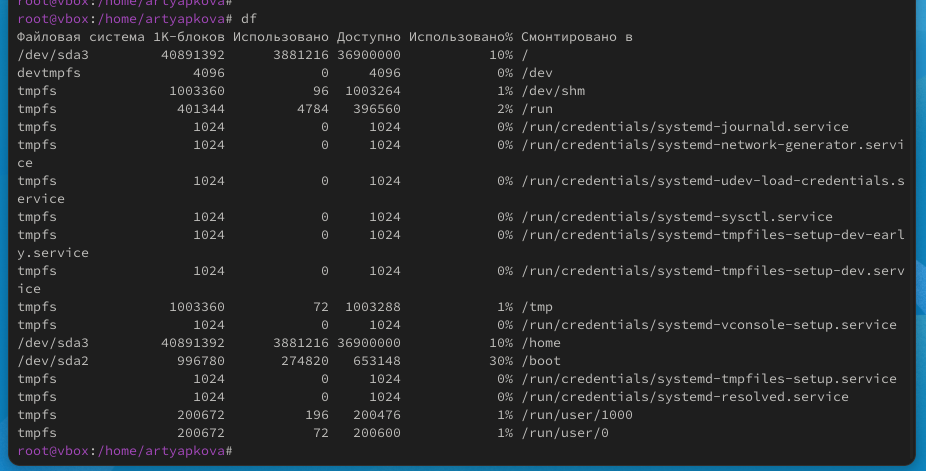 root@vbox:/home/artyapkova#
root@vbox:/home/artyapkova# df
Файловая система 1K-блоков Использовано Доступно Использовано% Смонтировано в
/dev/sda3         40891392      3881216 36900000           10% /
devtmpfs              4096            0     4096            0% /dev
tmpfs              1003360           96  1003264            1% /dev/shm
tmpfs               401344         4784   396560            2% /run
tmpfs                 1024            0     1024            0% /run/credentials/systemd-journald.service
tmpfs                 1024            0     1024            0% /run/credentials/systemd-network-generator.servi
ce
tmpfs                 1024            0     1024            0% /run/credentials/systemd-udev-load-credentials.s
ervice
tmpfs                 1024            0     1024            0% /run/credentials/systemd-sysctl.service
tmpfs                 1024            0     1024            0% /run/credentials/systemd-tmpfiles-setup-dev-earl
y.service
tmpfs                 1024            0     1024            0% /run/credentials/systemd-tmpfiles-setup-dev.serv
ice
tmpfs              1003360           72  1003288            1% /tmp
tmpfs                 1024            0     1024            0% /run/credentials/systemd-vconsole-setup.service
/dev/sda3         40891392      3881216 36900000           10% /home
/dev/sda2           996780       274820   653148           30% /boot
tmpfs                 1024            0     1024            0% /run/credentials/systemd-tmpfiles-setup.service
tmpfs                 1024            0     1024            0% /run/credentials/systemd-resolved.service
tmpfs               200672          196   200476            1% /run/user/1000
tmpfs               200672           72   200600            1% /run/user/0
root@vbox:/home/artyapkova#